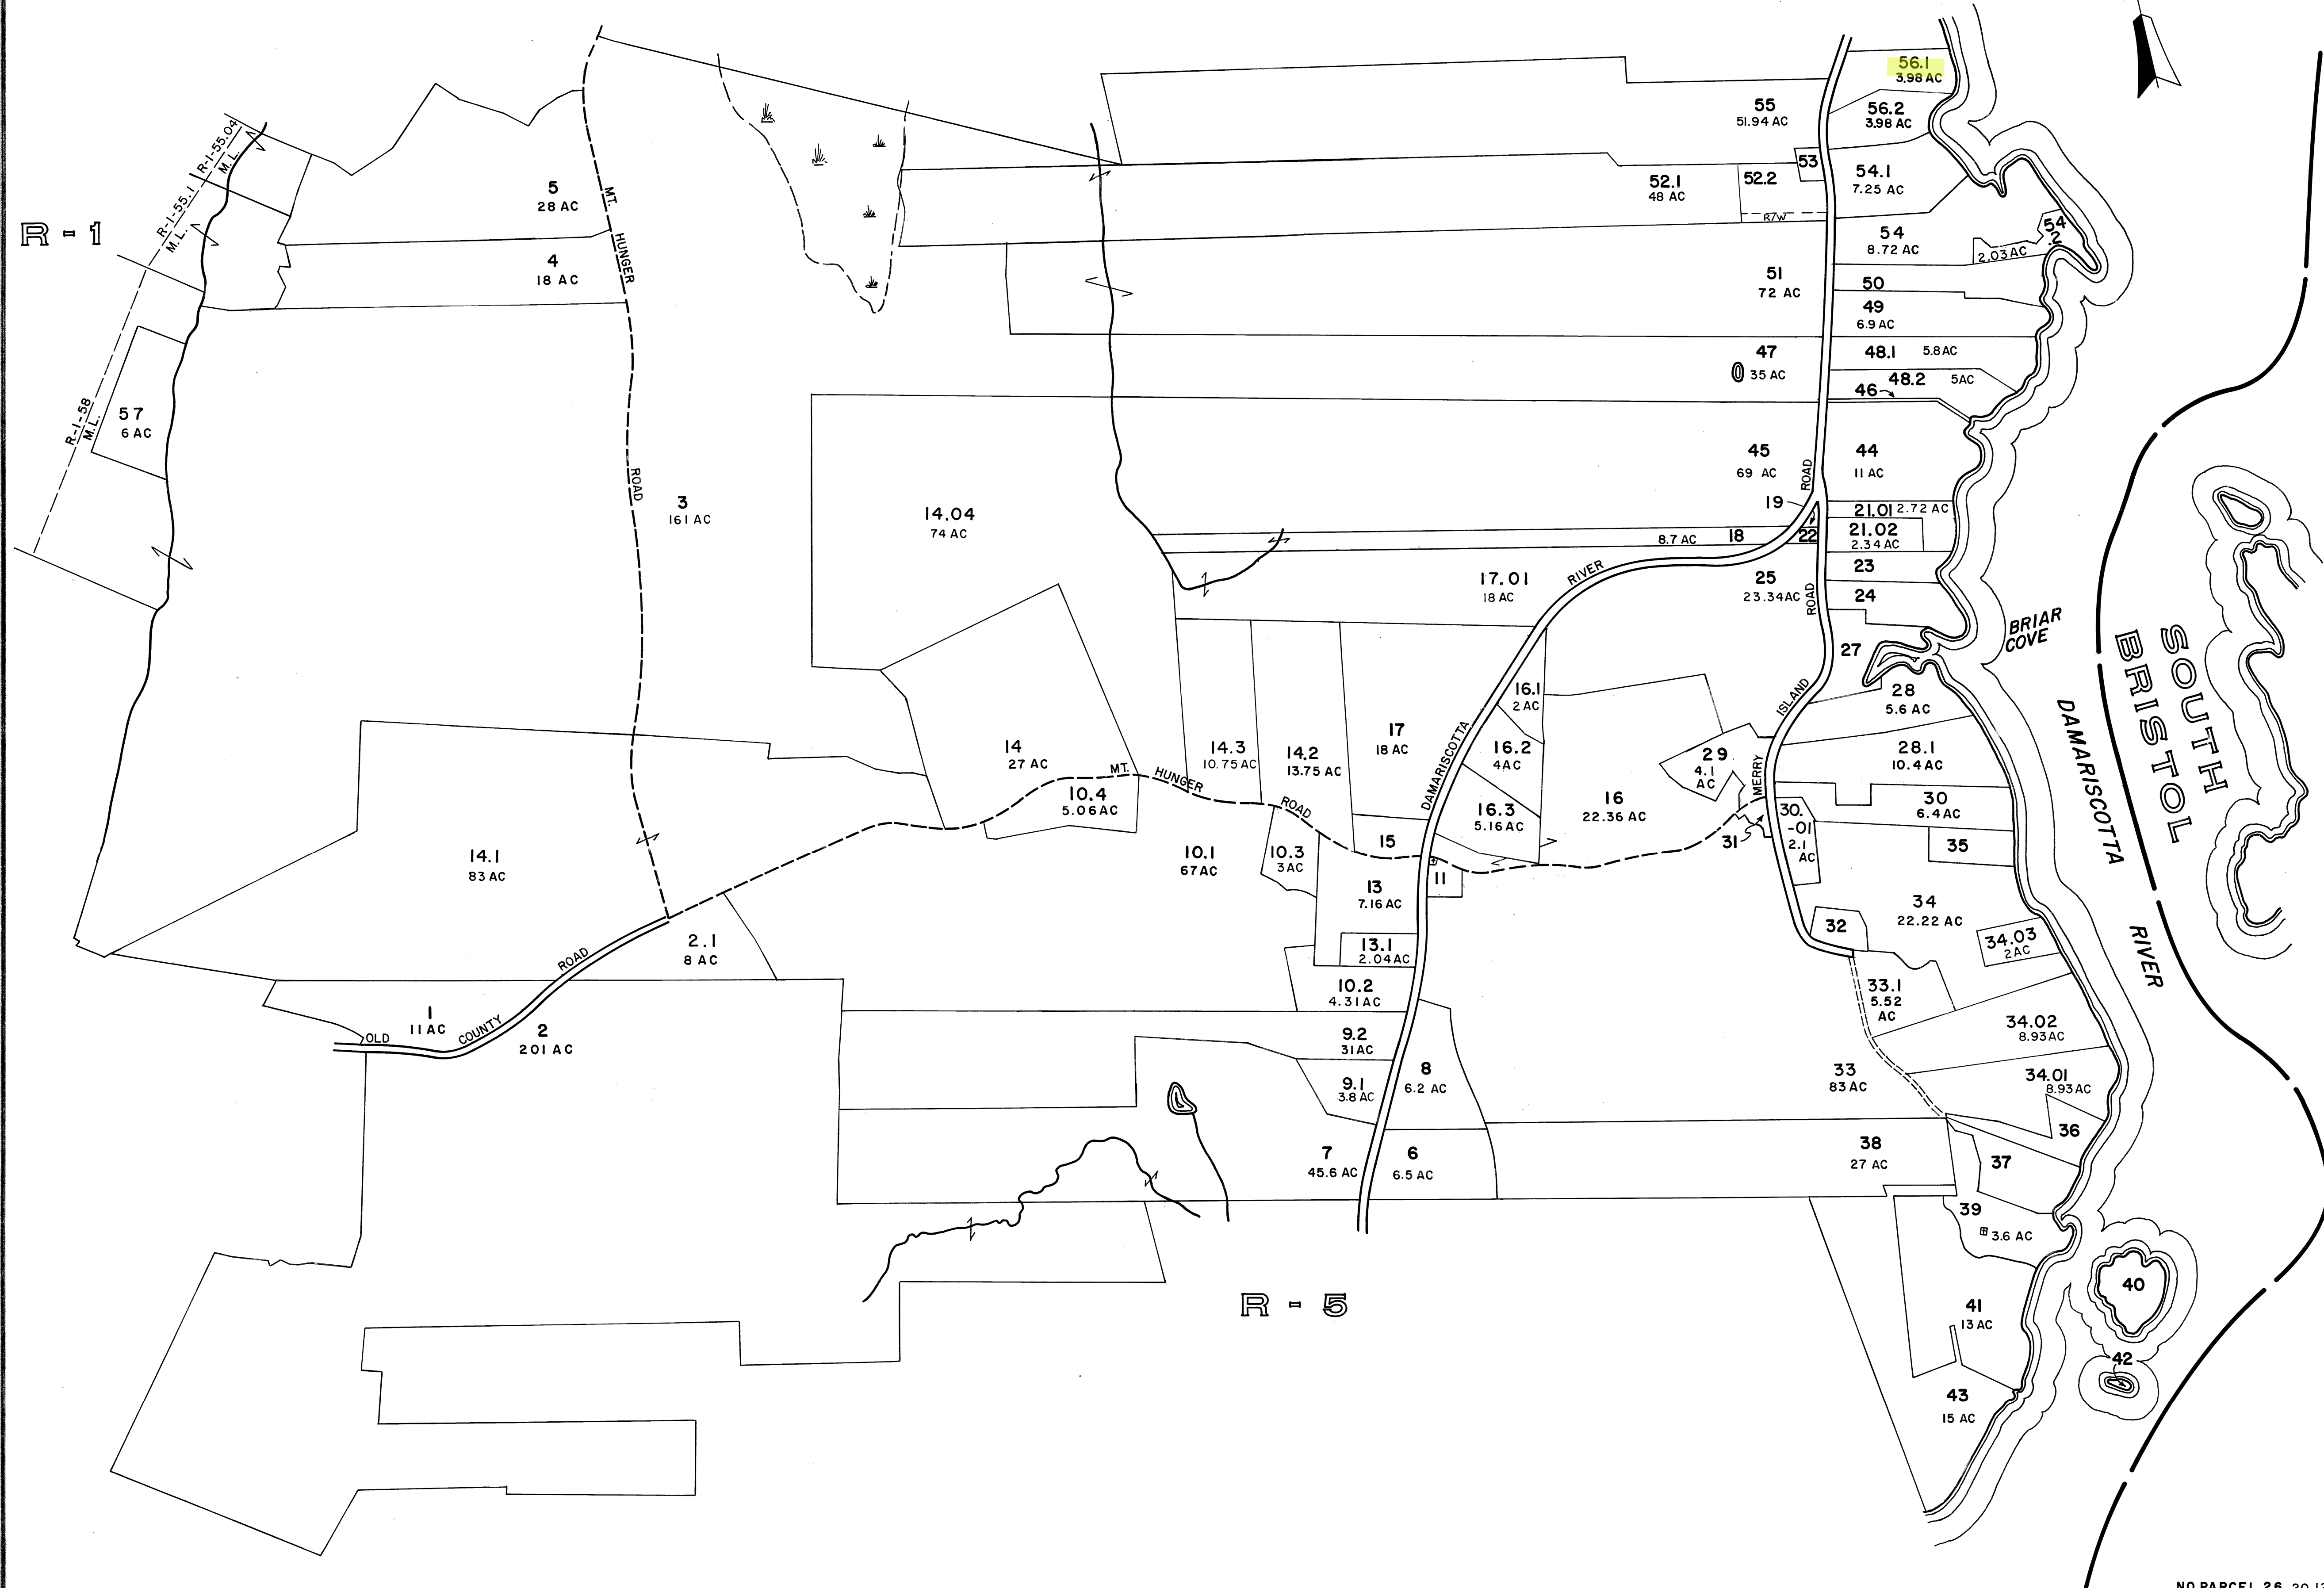 56.1
3.98 AC
55
51.94 AC
56.2
3.98 AC
R-1-55.04
M. L.
53
54.1
7.25 AC
52.1
48 AC
52.2
R/W
5
28 AC
MT.
HUNGER
ROAD
R-1-55.1
M. L.
R - 1
54
8.72 AC
54
.2
2.03 AC
4
18 AC
51
72 AC
50
49
6.9 AC
47
35 AC
48.1
5.8 AC
48.2
5 AC
46
57
6 AC
R-1-58
M. L.
45
69 AC
44
11 AC
ROAD
3
161 AC
14.04
74 AC
19
21.01
2.72 AC
21.02
2.34 AC
18
8.7 AC
22
23
24
17.01
18 AC
RIVER
25
23.34 AC
ROAD
BRIAR
COVE
27
SOUTH
BRISTOL
28
5.6 AC
16.1
2 AC
ISLAND
DAMARISCOTTA
RIVER
14
27 AC
14.3
10.75 AC
14.2
13.75 AC
17
18 AC
DAMARISCOTTA
16.2
4 AC
29
4.1
AC
MERRY
28.1
10.4 AC
MT.
HUNGER
ROAD
10.4
5.06 AC
16.3
5.16 AC
16
22.36 AC
30
6.4 AC
30.
-01
2.1
AC
31
35
15
14.1
83 AC
10.1
67 AC
10.3
3 AC
11
13
7.16 AC
34
22.22 AC
32
34.03
2 AC
2.1
8 AC
13.1
2.04 AC
ROAD
10.2
4.31 AC
33.1
5.52
AC
1
11 AC
OLD
COUNTY
2
201 AC
34.02
8.93 AC
9.2
31 AC
8
6.2 AC
33
83 AC
34.01
8.93 AC
9.1
3.8 AC
36
7
45.6 AC
6
6.5 AC
38
27 AC
37
39
3.6 AC
40
R - 5
41
13 AC
42
43
15 AC
NO PARCEL 26